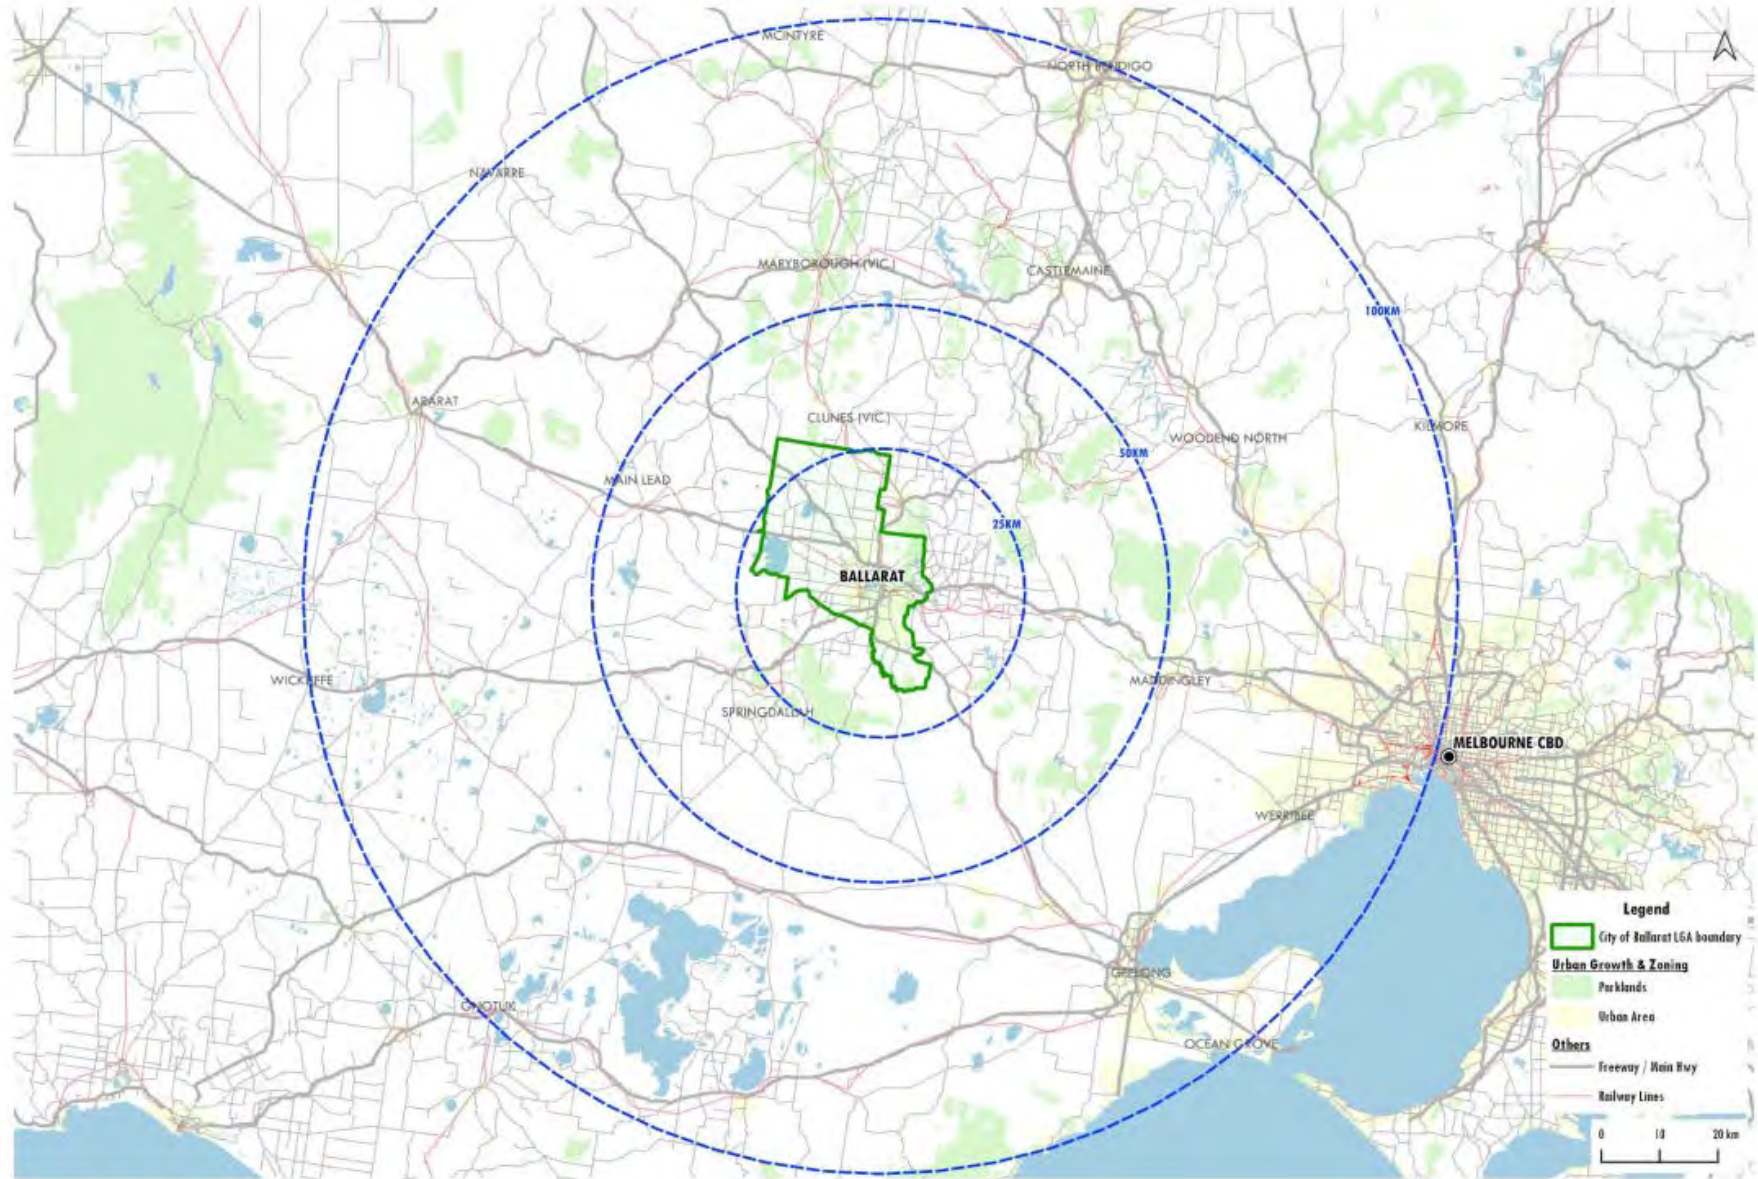 MCINTYRE
NORTH BENDIGO
NAVARRE
MARYBOROUGH (VIC.)
CASTLEMAINE
100KM
ARARAT
CLUNES (VIC.)
KILMORE
WOODEND NORTH
50KM
MAIN LEAD
25KM
BALLARAT
WICKLIFFE
MADDINGLEY
SPRINGDALLAH
MELBOURNE CBD
WERRIBEE
Legend
City of Ballarat LGA boundary
Urban Growth & Zoning
GEELONG
Parklands
GNOTUK
Urban Area
OCEAN GROVE
Others
Freeway / Main Hwy
Railway Lines
0 10 20 km